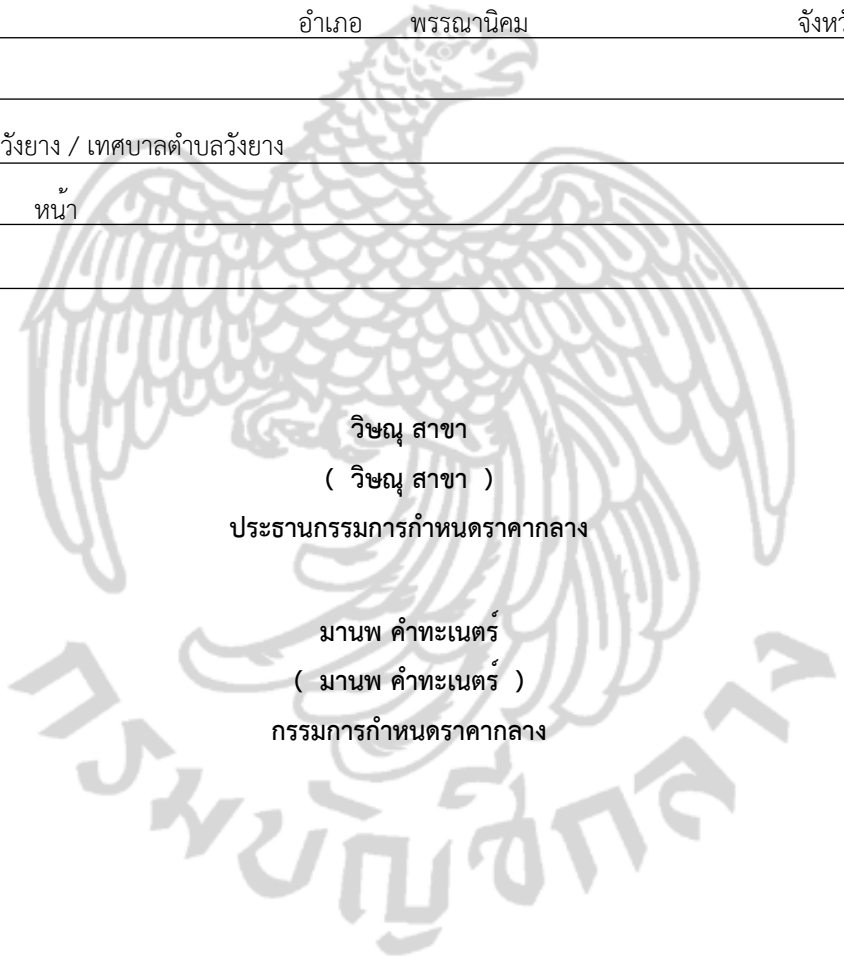 อำเภอ พรรณานิคม จังหวั
วังยาง / เทศบาลตำบลวังยาง
หน้า
วิษณุ สาขา
( วิษณุ สาขา )
ประธานกรรมการกำหนดราคากลาง
มานพ คำทะเนตร์
( มานพ คำทะเนตร์ )
กรรมการกำหนดราคากลาง
กรมบัญชีกลาง